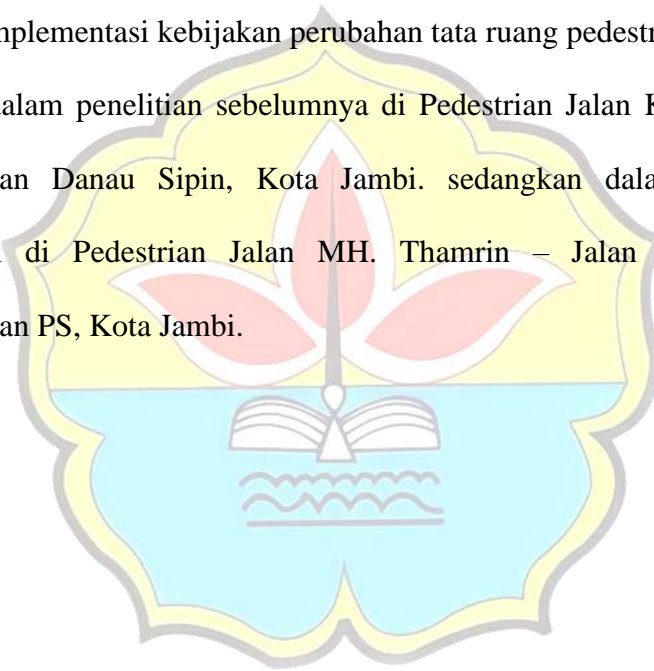 mplementasi kebijakan perubahan tata ruang pedestr
alam penelitian sebelumnya di Pedestrian Jalan K
an Danau Sipin, Kota Jambi. sedangkan dala
di Pedestrian Jalan MH. Thamrin – Jalan
an PS, Kota Jambi.